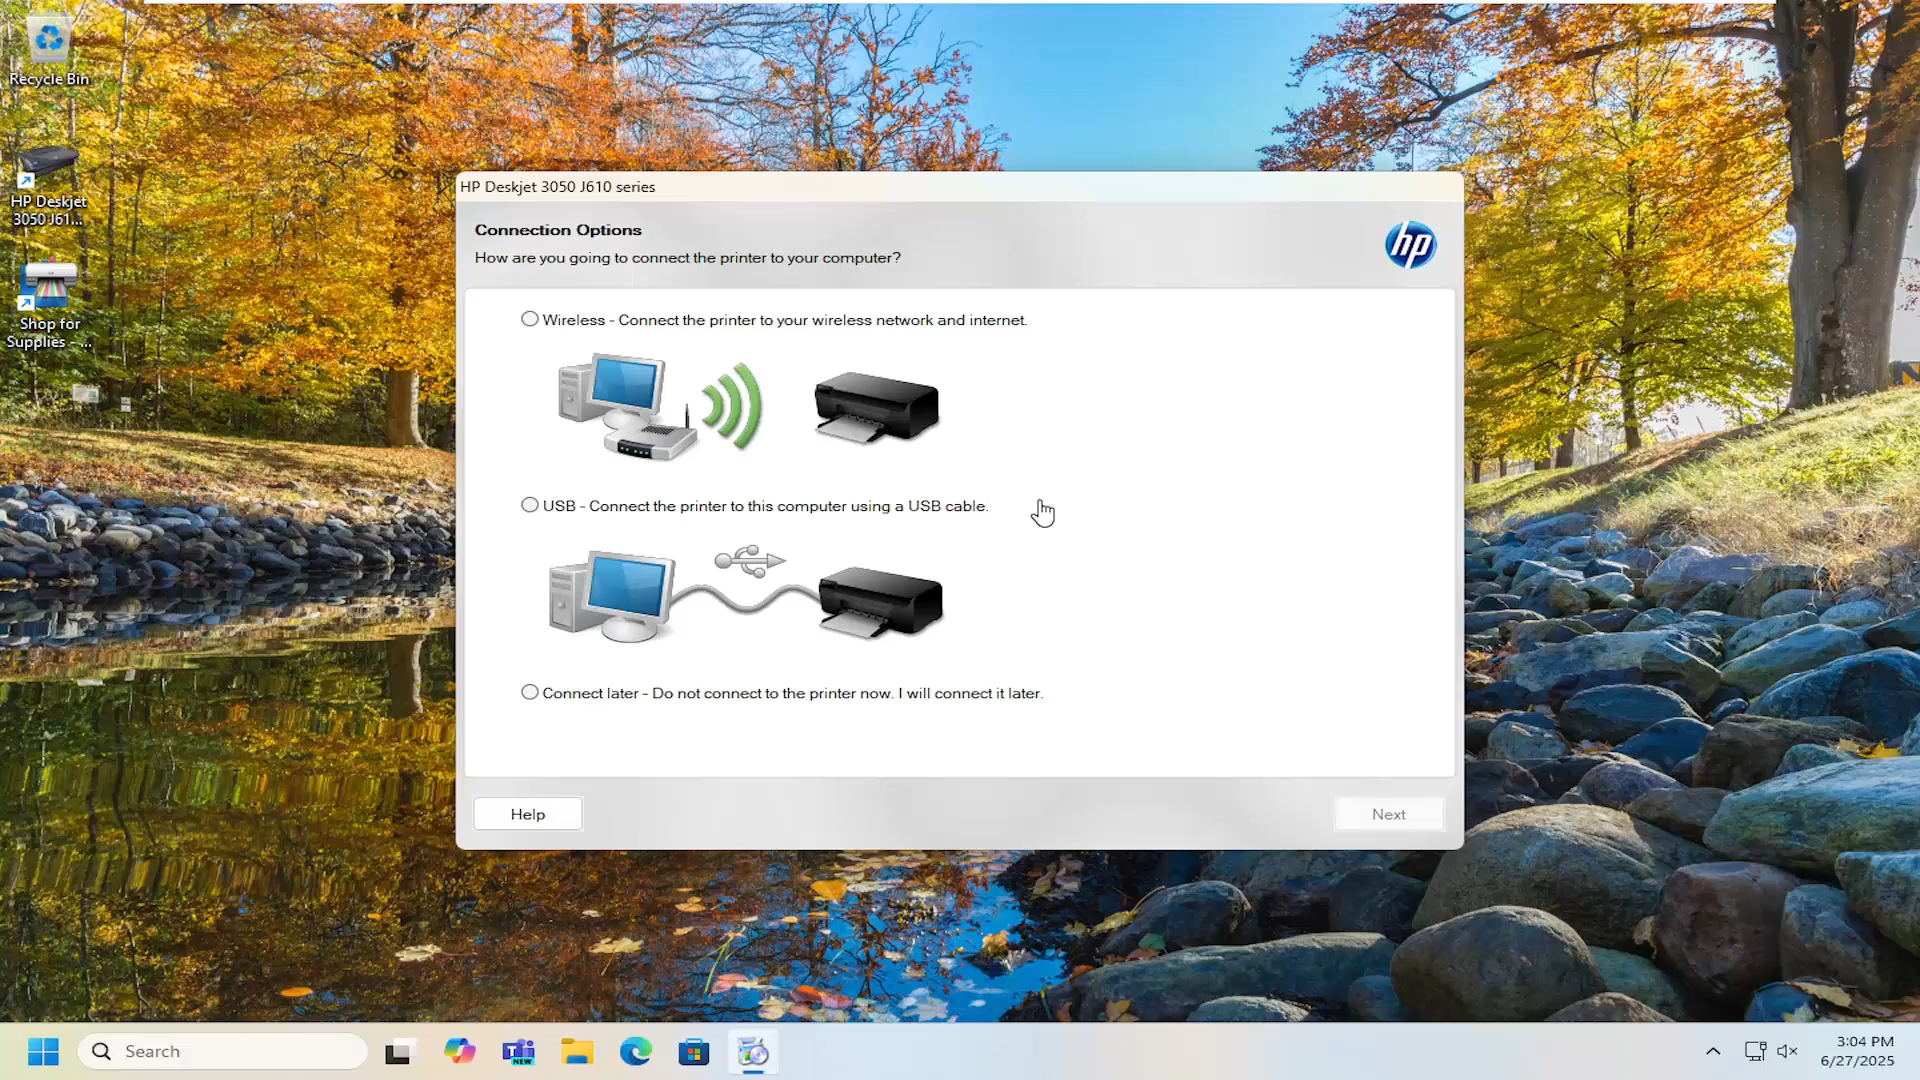 Recycle Bin
HP Deskjet
3050 J61...
Shop for
Supplies - ...
HP Deskjet 3050 J610 series
Connection Options
How are you going to connect the printer to your computer?
hp
Wireless - Connect the printer to your wireless network and internet.
USB - Connect the printer to this computer using a USB cable.
Connect later - Do not connect to the printer now. I will connect it later.
Help
Next
Search
NEW
3:04 PM
6/27/2025